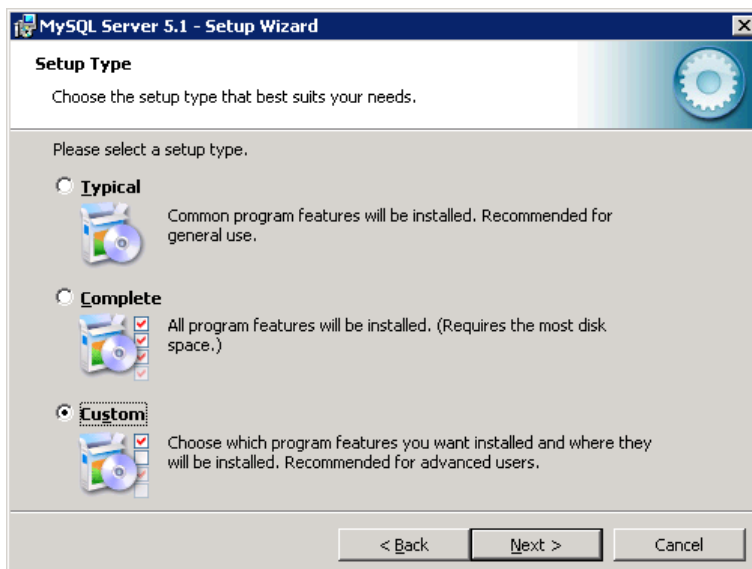 MySQL Server 5.1 - Setup Wizard
Setup Type
Choose the setup type that best suits your needs.
Please select a setup type.
Typical
Common program features will be installed. Recommended for
general use.
Complete
All program features will be installed. (Requires the most disk
space.)
Custom
Choose which program features you want installed and where they
will be installed. Recommended for advanced users.
< Back
Next >
Cancel